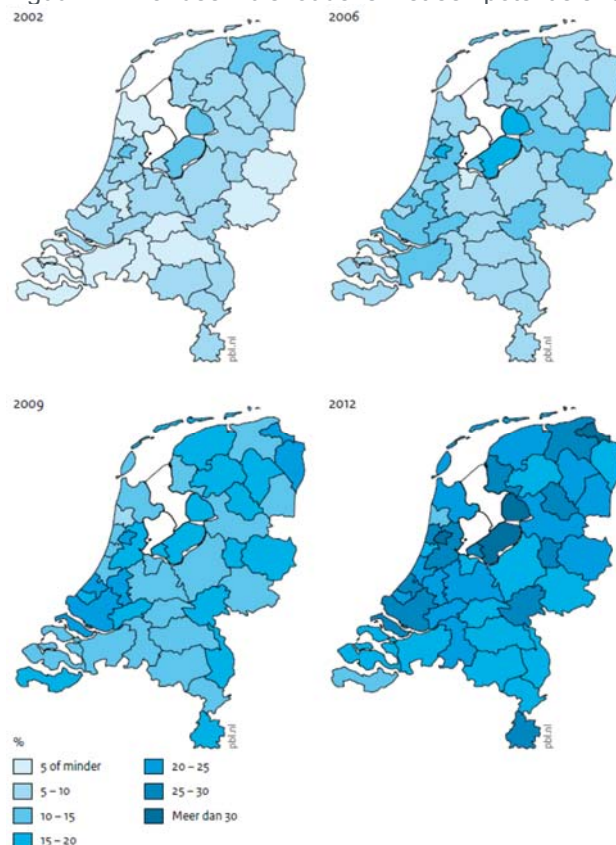 2002
2006
pbl.nl
pbl.nl
2009
2012
pbl.nl
pbl.nl
%
5 of minder
5 – 10
10 – 15
15 – 20
20 – 25
25 – 30
Meer dan 30